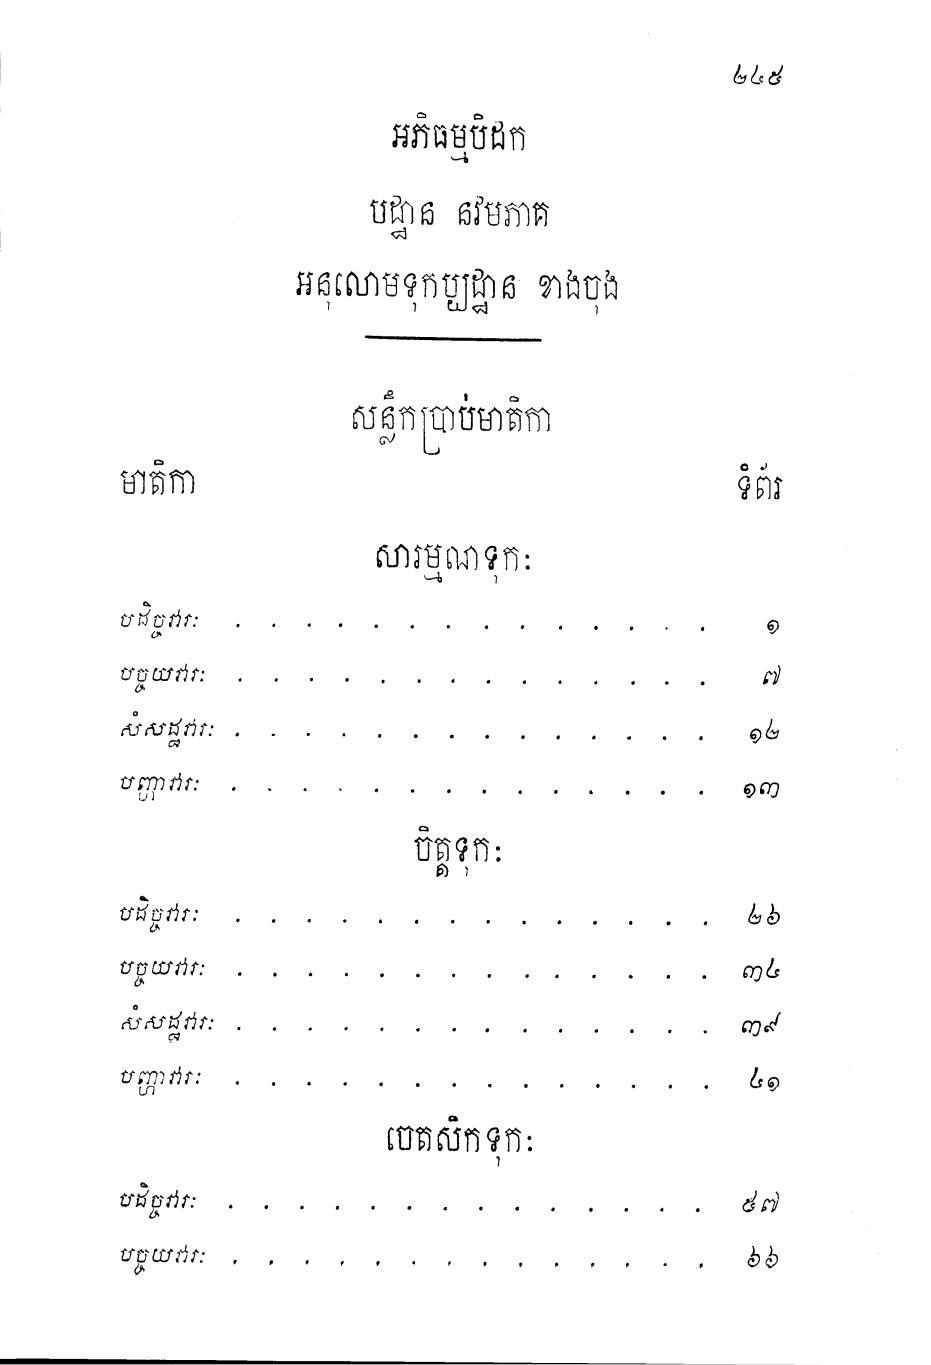 ២៤៥
អភិធម្មបិដក
បដ្ឋាន នវមភាគ
អនុលោមទុកប្បដ្ឋាន ខាងចុង
សន្លឹកប្រាប់មាតិកា
មាតិកា ទំព័រ
សារម្មណទុកៈ
បដិច្ចវារៈ . . . . . . . . . . . . . . ១
បច្ចយវារៈ . . . . . . . . . . . . . . ៧
សំសដ្ឋវារៈ . . . . . . . . . . . . . . ១២
បញ្ហាវារៈ . . . . . . . . . . . . . . ១៣
ចិត្តទុកៈ
បដិច្ចវារៈ . . . . . . . . . . . . . . ២៦
បច្ចយវារៈ . . . . . . . . . . . . . . ៣៤
សំសដ្ឋវារៈ . . . . . . . . . . . . . . ៣៩
បញ្ហាវារៈ . . . . . . . . . . . . . . ៤១
ចេតសិកទុកៈ
បដិច្ចវារៈ . . . . . . . . . . . . . . ៥៧
បច្ចយវារៈ . . . . . . . . . . . . . . ៦៦